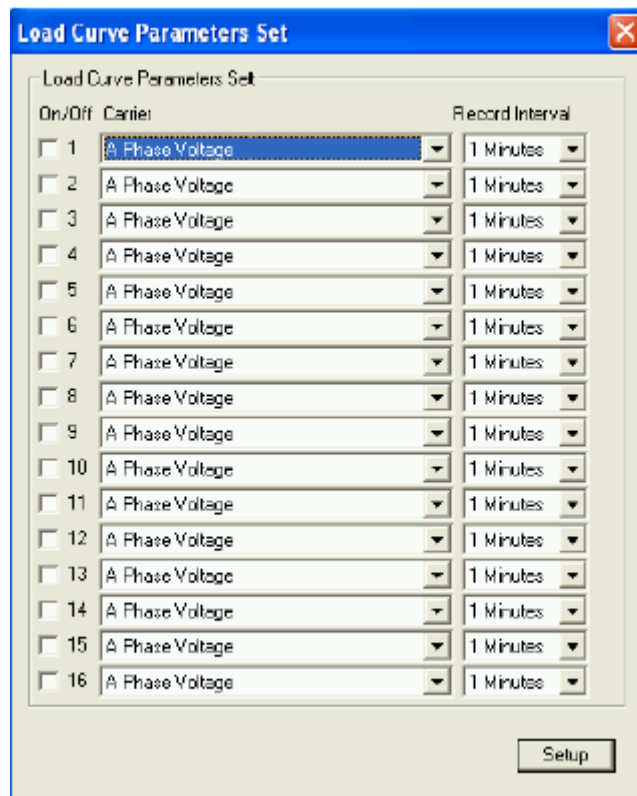 Load Curve Parameters Set
Load Curve Parameters Set
On/Off Carrier Record Interval
1 A Phase Voltage 1 Minutes
2 A Phase Voltage 1 Minutes
3 A Phase Voltage 1 Minutes
4 A Phase Voltage 1 Minutes
5 A Phase Voltage 1 Minutes
6 A Phase Voltage 1 Minutes
7 A Phase Voltage 1 Minutes
8 A Phase Voltage 1 Minutes
9 A Phase Voltage 1 Minutes
10 A Phase Voltage 1 Minutes
11 A Phase Voltage 1 Minutes
12 A Phase Voltage 1 Minutes
13 A Phase Voltage 1 Minutes
14 A Phase Voltage 1 Minutes
15 A Phase Voltage 1 Minutes
16 A Phase Voltage 1 Minutes
Setup